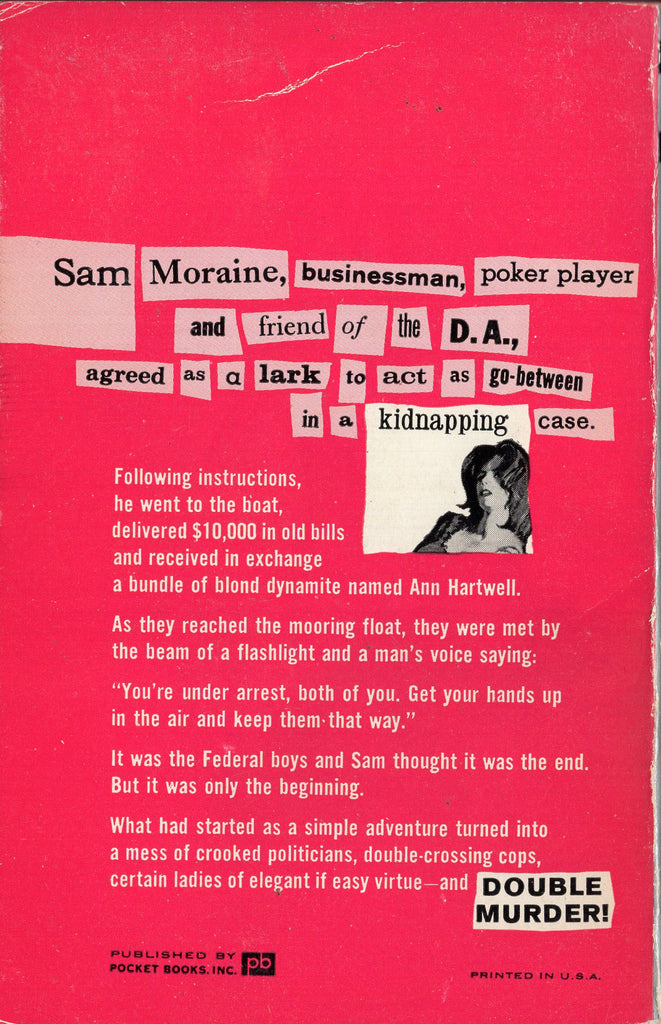 Sam Moraine, businessman, poker player
and friend of the D.A.,
agreed as a lark to act as go-between
in a kidnapping case.
Following instructions,
he went to the boat,
delivered $10,000 in old bills
and received in exchange
a bundle of blond dynamite named Ann Hartwell.
As they reached the mooring float, they were met by
the beam of a flashlight and a man's voice saying:
"You're under arrest, both of you. Get your hands up
in the air and keep them that way."
It was the Federal boys and Sam thought it was the end.
But it was only the beginning.
What had started as a simple adventure turned into
a mess of crooked politicians, double-crossing cops,
certain ladies of elegant if easy virtue—and DOUBLE
MURDER!
PUBLISHED BY
POCKET BOOKS, INC. pb
PRINTED IN U.S.A.